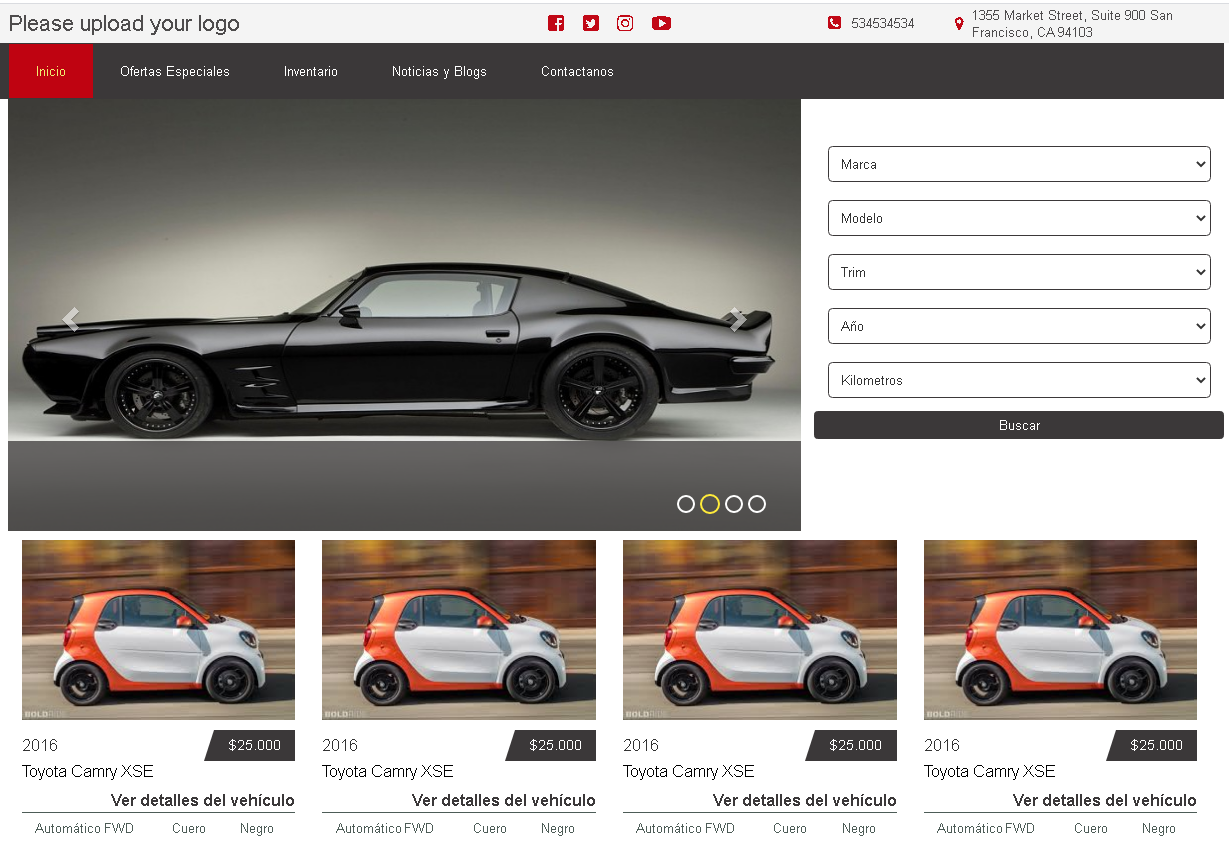 Please upload your logo
534534534
1355 Market Street, Suite 900 San
Francisco, CA 94103
Inicio
Ofertas Especiales
Inventario
Noticias y Blogs
Contactanos
Marca
Modelo
Trim
Año
Kilometros
Buscar
BOLDRIDE
BOLDRIDE
BOLDRIDE
BOLDRIDE
2016
$25.000
2016
$25.000
2016
$25.000
2016
$25.000
Toyota Camry XSE
Toyota Camry XSE
Toyota Camry XSE
Toyota Camry XSE
Ver detalles del vehículo
Ver detalles del vehículo
Ver detalles del vehículo
Ver detalles del vehículo
Automático FWD
Cuero
Negro
Automático FWD
Cuero
Negro
Automático FWD
Cuero
Negro
Automático FWD
Cuero
Negro